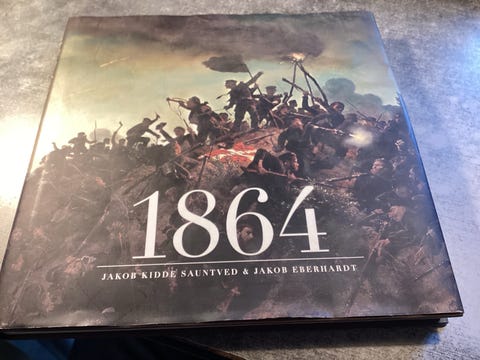 1864
JAKOB KIDDE SAUNTVED & JAKOB EBERHARDT